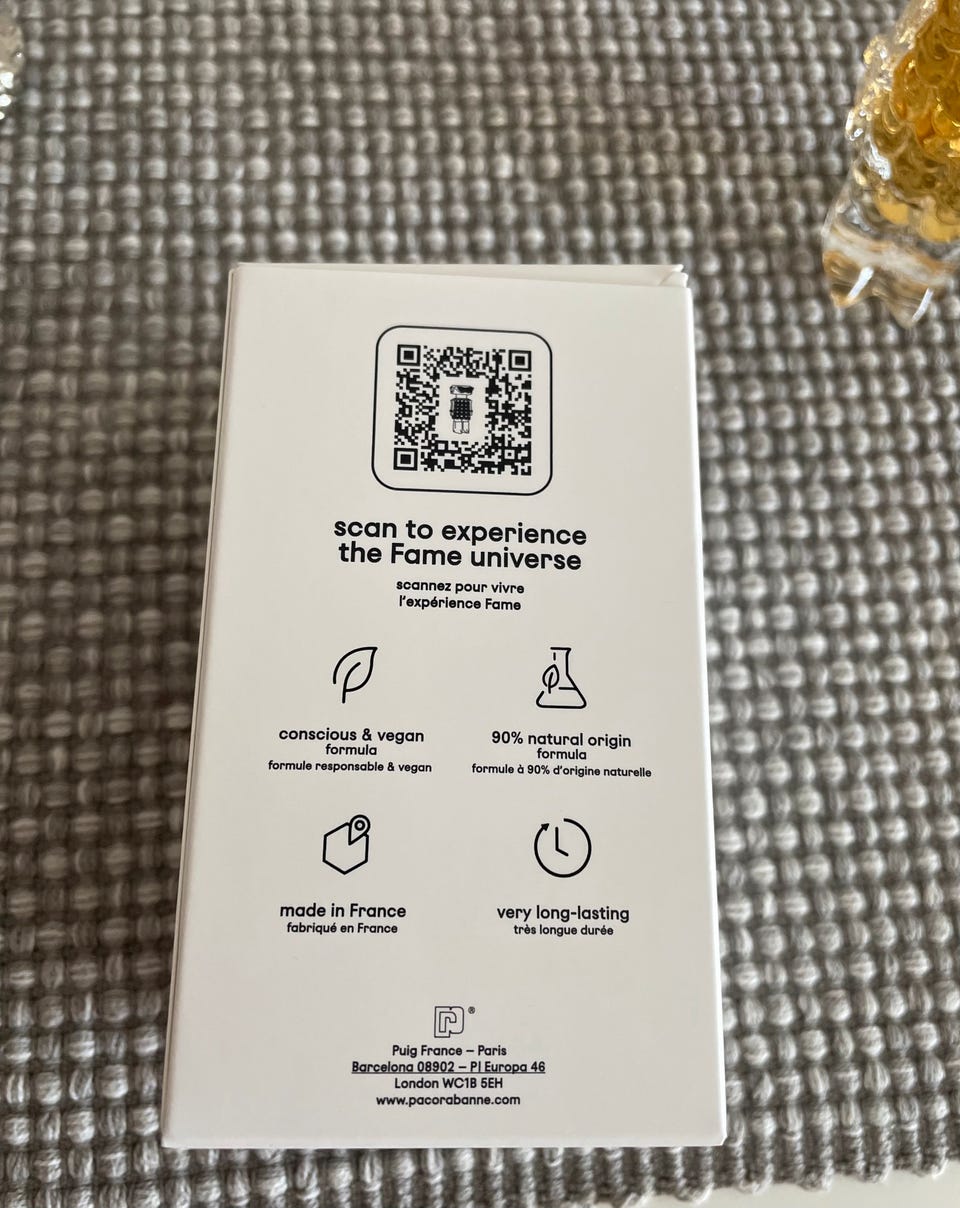 scan to experience
the Fame universe
scannez pour vivre
l'expérience Fame
conscious & vegan
formula
formule responsable & vegan
90% natural origin
formula
formule à 90% d'origine naturelle
made in France
fabriqué en France
very long-lasting
très longue durée
®
Puig France – Paris
Barcelona 08902 – Pl Europa 46
London WC1B 5EH
www.pacorabanne.com